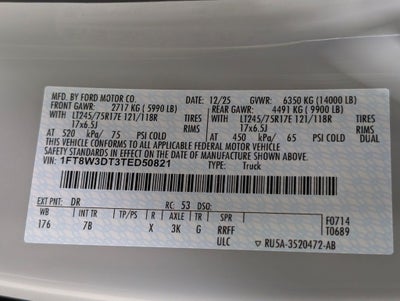 MFD. BY FORD MOTOR CO. 12/25 GVWR: 6350 KG (14000 LB)
FRONT GAWR: 2717 KG (5990 LB) REAR GAWR: 4491 KG (9900 LB)
WITH LT245/75R17E 121/118R TIRES WITH LT245/75R17E 121/118R TIRES
17x6.5J RIMS 17x6.5J RIMS
AT 520 kPa/ 75 PSI COLD AT 450 kPa/ 65 PSI COLD DUAL
THIS VEHICLE CONFORMS TO ALL APPLICABLE FEDERAL MOTOR VEHICLE
SAFETY STANDARDS IN EFFECT ON THE DATE OF MANUFACTURE SHOWN ABOVE.
VIN: 1FT8W3DT3TED50821 TYPE: Truck
EXT PNT: DR RC: 53 DSO:
WB INT TR TP/PS R AXLE TR SPR F0714
176 7B X 3K G RRFF T0689
ULC RU5A-3520472-AB